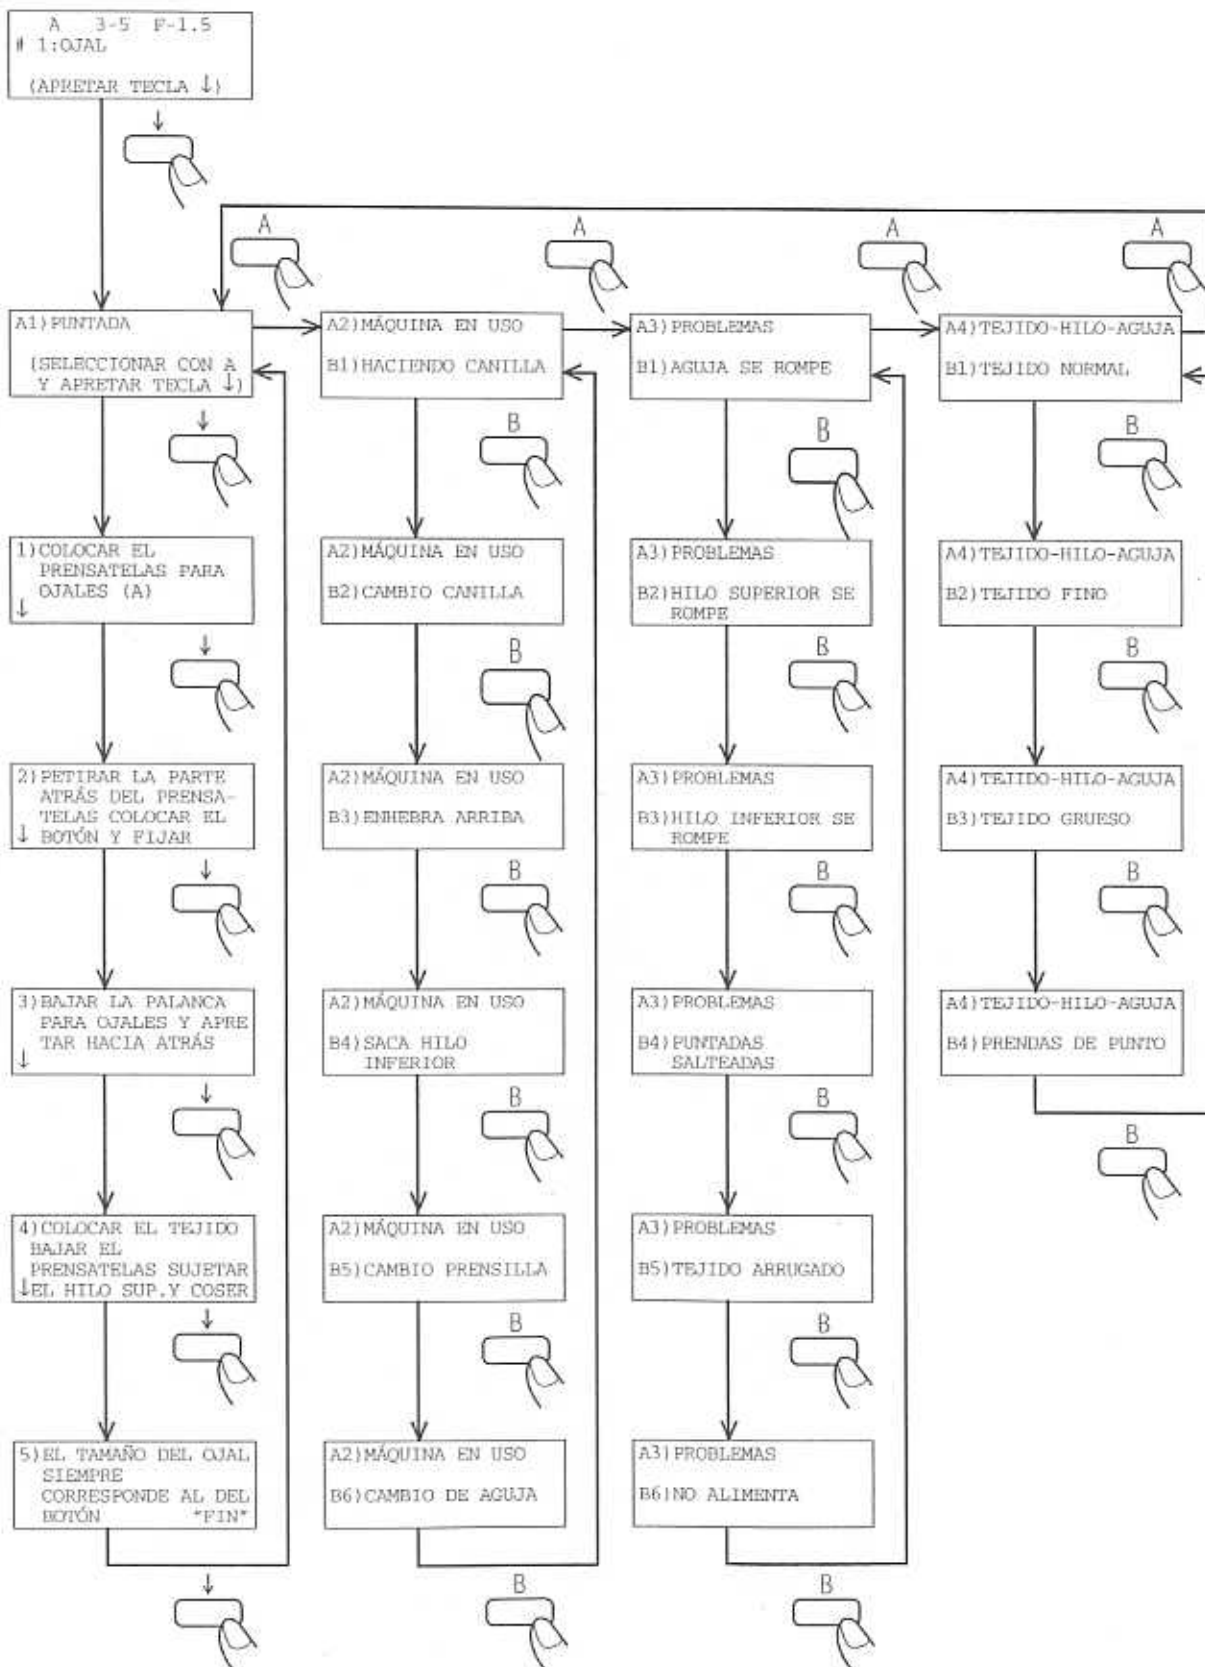 A 3-5 F-1.5
# 1:OJAL
(APRETAR TECLA ↓)
↓
A
A
A
A
A1)PUNTADA
(SELECCIONAR CON A
Y APRETAR TECLA ↓)
↓
1)COLOCAR EL
PRENSATELAS PARA
OJALES (A)
↓
↓
2)PETIRAR LA PARTE
ATRÁS DEL PRENSA-
TELAS COLOCAR EL
↓ BOTÓN Y FIJAR
↓
3)BAJAR LA PALANCA
PARA OJALES Y APRE
TAR HACIA ATRÁS
↓
↓
4)COLOCAR EL TEJIDO
BAJAR EL
PRENSATELAS SUJETAR
↓EL HILO SUP.Y COSER
↓
5)EL TAMAÑO DEL OJAL
SIEMPRE
CORRESPONDE AL DEL
BOTÓN "FIN"
↓
A2)MÁQUINA EN USO
B1)HACIENDO CANILLA
B
A2)MÁQUINA EN USO
B2)CAMBIO CANILLA
B
A2)MÁQUINA EN USO
B3)ENHEBRA ARRIBA
B
A2)MÁQUINA EN USO
B4)SACA HILO
INFERIOR
B
A2)MÁQUINA EN USO
B5)CAMBIO PRENSILLA
B
A2)MÁQUINA EN USO
B6)CAMBIO DE AGUJA
B
A3)PROBLEMAS
B1)AGUJA SE ROMPE
B
A3)PROBLEMAS
B2)HILO SUPERIOR SE
ROMPE
B
A3)PROBLEMAS
B3)HILO INFERIOR SE
ROMPE
B
A3)PROBLEMAS
B4)PUNTADAS
SALTEADAS
B
A3)PROBLEMAS
B5)TEJIDO ARRUGADO
B
A3)PROBLEMAS
B6)NO ALIMENTA
B
A4)TEJIDO-HILO-AGUJA
B1)TEJIDO NORMAL
B
A4)TEJIDO-HILO-AGUJA
B2)TEJIDO FINO
B
A4)TEJIDO-HILO-AGUJA
B3)TEJIDO GRUESO
B
A4)TEJIDO-HILO-AGUJA
B4)PRENDAS DE PUNTO
B